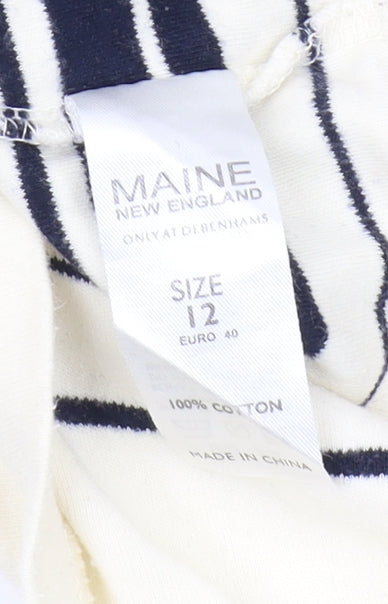 MAINE
NEW ENGLAND
ONLY AT DEBENHAMS
SIZE
12
EURO 40
100% COTTON
MADE IN CHINA